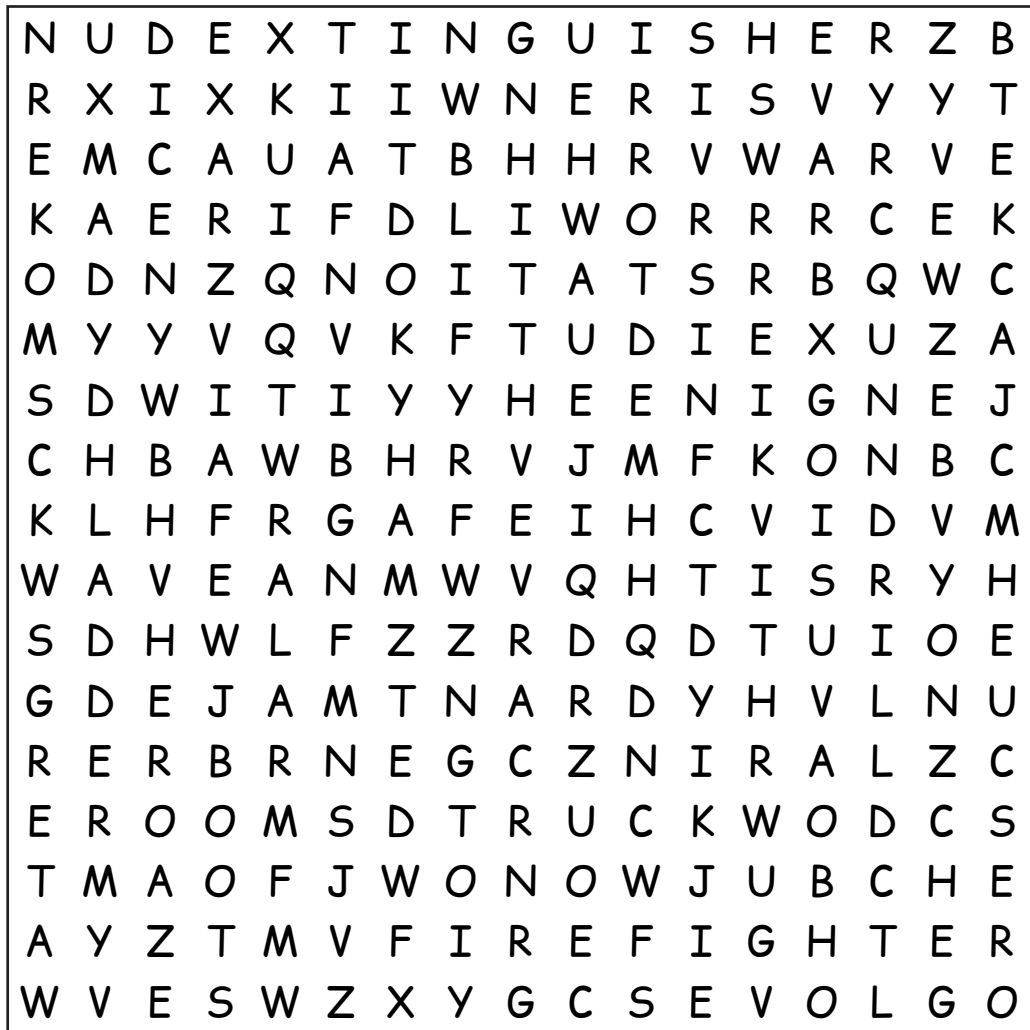 N U D E X T I N G U I S H E R Z B
R X I X K I I W N E R I S V Y Y T
E M C A U A T B H H R V W A R V E
K A E R I F D L I W O R R R C E K
O D N Z Q N O I T A T S R B Q W C
M Y Y V Q V K F T U D I E X U Z A
S D W I T I Y Y H E E N I G N E J
C H B A W B H R V J M F K O N B C
K L H F R G A F E I H C V I D V M
W A V E A N M W V Q H T I S R Y H
S D H W L F Z Z R D Q D T U I O E
G D E J A M T N A R D Y H V L N U
R E R B R N E G C Z N I R A L Z C
E R O O M S D T R U C K W O D C S
T M A O F J W O N O W J U B C H E
A Y Z T M V F I R E F I G H T E R
W V E S W Z X Y G C S E V O L G O